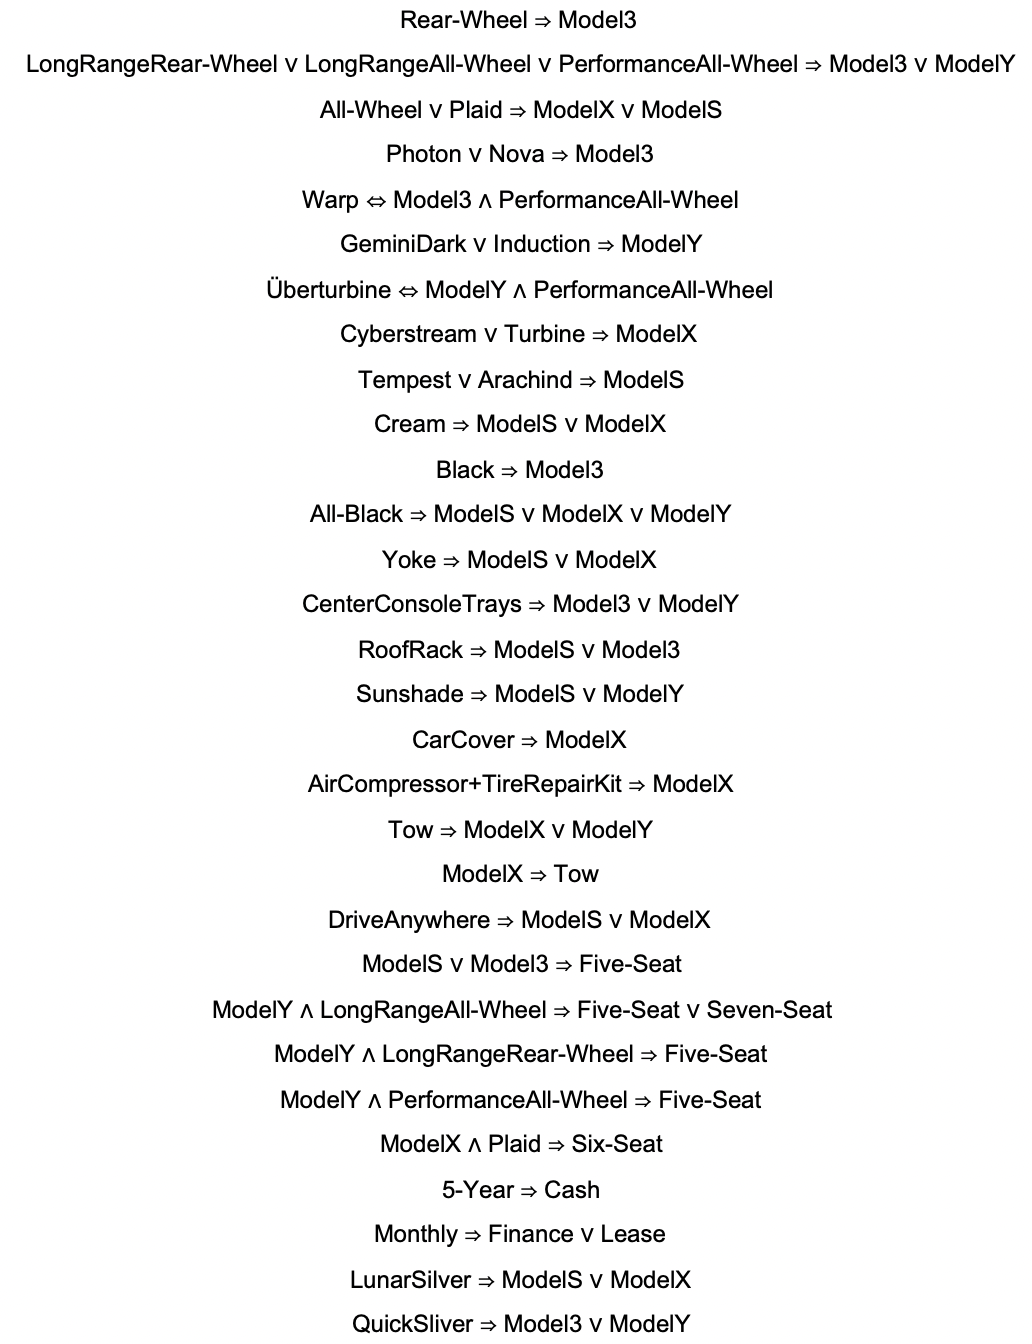 Rear-Wheel ⇒ Model3
LongRangeRear-Wheel ∨ LongRangeAll-Wheel ∨ PerformanceAll-Wheel ⇒ Model3 ∨ ModelY
All-Wheel ∨ Plaid ⇒ ModelX ∨ ModelS
Photon ∨ Nova ⇒ Model3
Warp ⇔ Model3 ∧ PerformanceAll-Wheel
GeminiDark ∨ Induction ⇒ ModelY
Überturbine ⇔ ModelY ∧ PerformanceAll-Wheel
Cyberstream ∨ Turbine ⇒ ModelX
Tempest ∨ Arachind ⇒ ModelS
Cream ⇒ ModelS ∨ ModelX
Black ⇒ Model3
All-Black ⇒ ModelS ∨ ModelX ∨ ModelY
Yoke ⇒ ModelS ∨ ModelX
CenterConsoleTrays ⇒ Model3 ∨ ModelY
RoofRack ⇒ ModelS ∨ Model3
Sunshade ⇒ ModelS ∨ ModelY
CarCover ⇒ ModelX
AirCompressor+TireRepairKit ⇒ ModelX
Tow ⇒ ModelX ∨ ModelY
ModelX ⇒ Tow
DriveAnywhere ⇒ ModelS ∨ ModelX
ModelS ∨ Model3 ⇒ Five-Seat
ModelY ∧ LongRangeAll-Wheel ⇒ Five-Seat ∨ Seven-Seat
ModelY ∧ LongRangeRear-Wheel ⇒ Five-Seat
ModelY ∧ PerformanceAll-Wheel ⇒ Five-Seat
ModelX ∧ Plaid ⇒ Six-Seat
5-Year ⇒ Cash
Monthly ⇒ Finance ∨ Lease
LunarSilver ⇒ ModelS ∨ ModelX
QuickSliver ⇒ Model3 ∨ ModelY